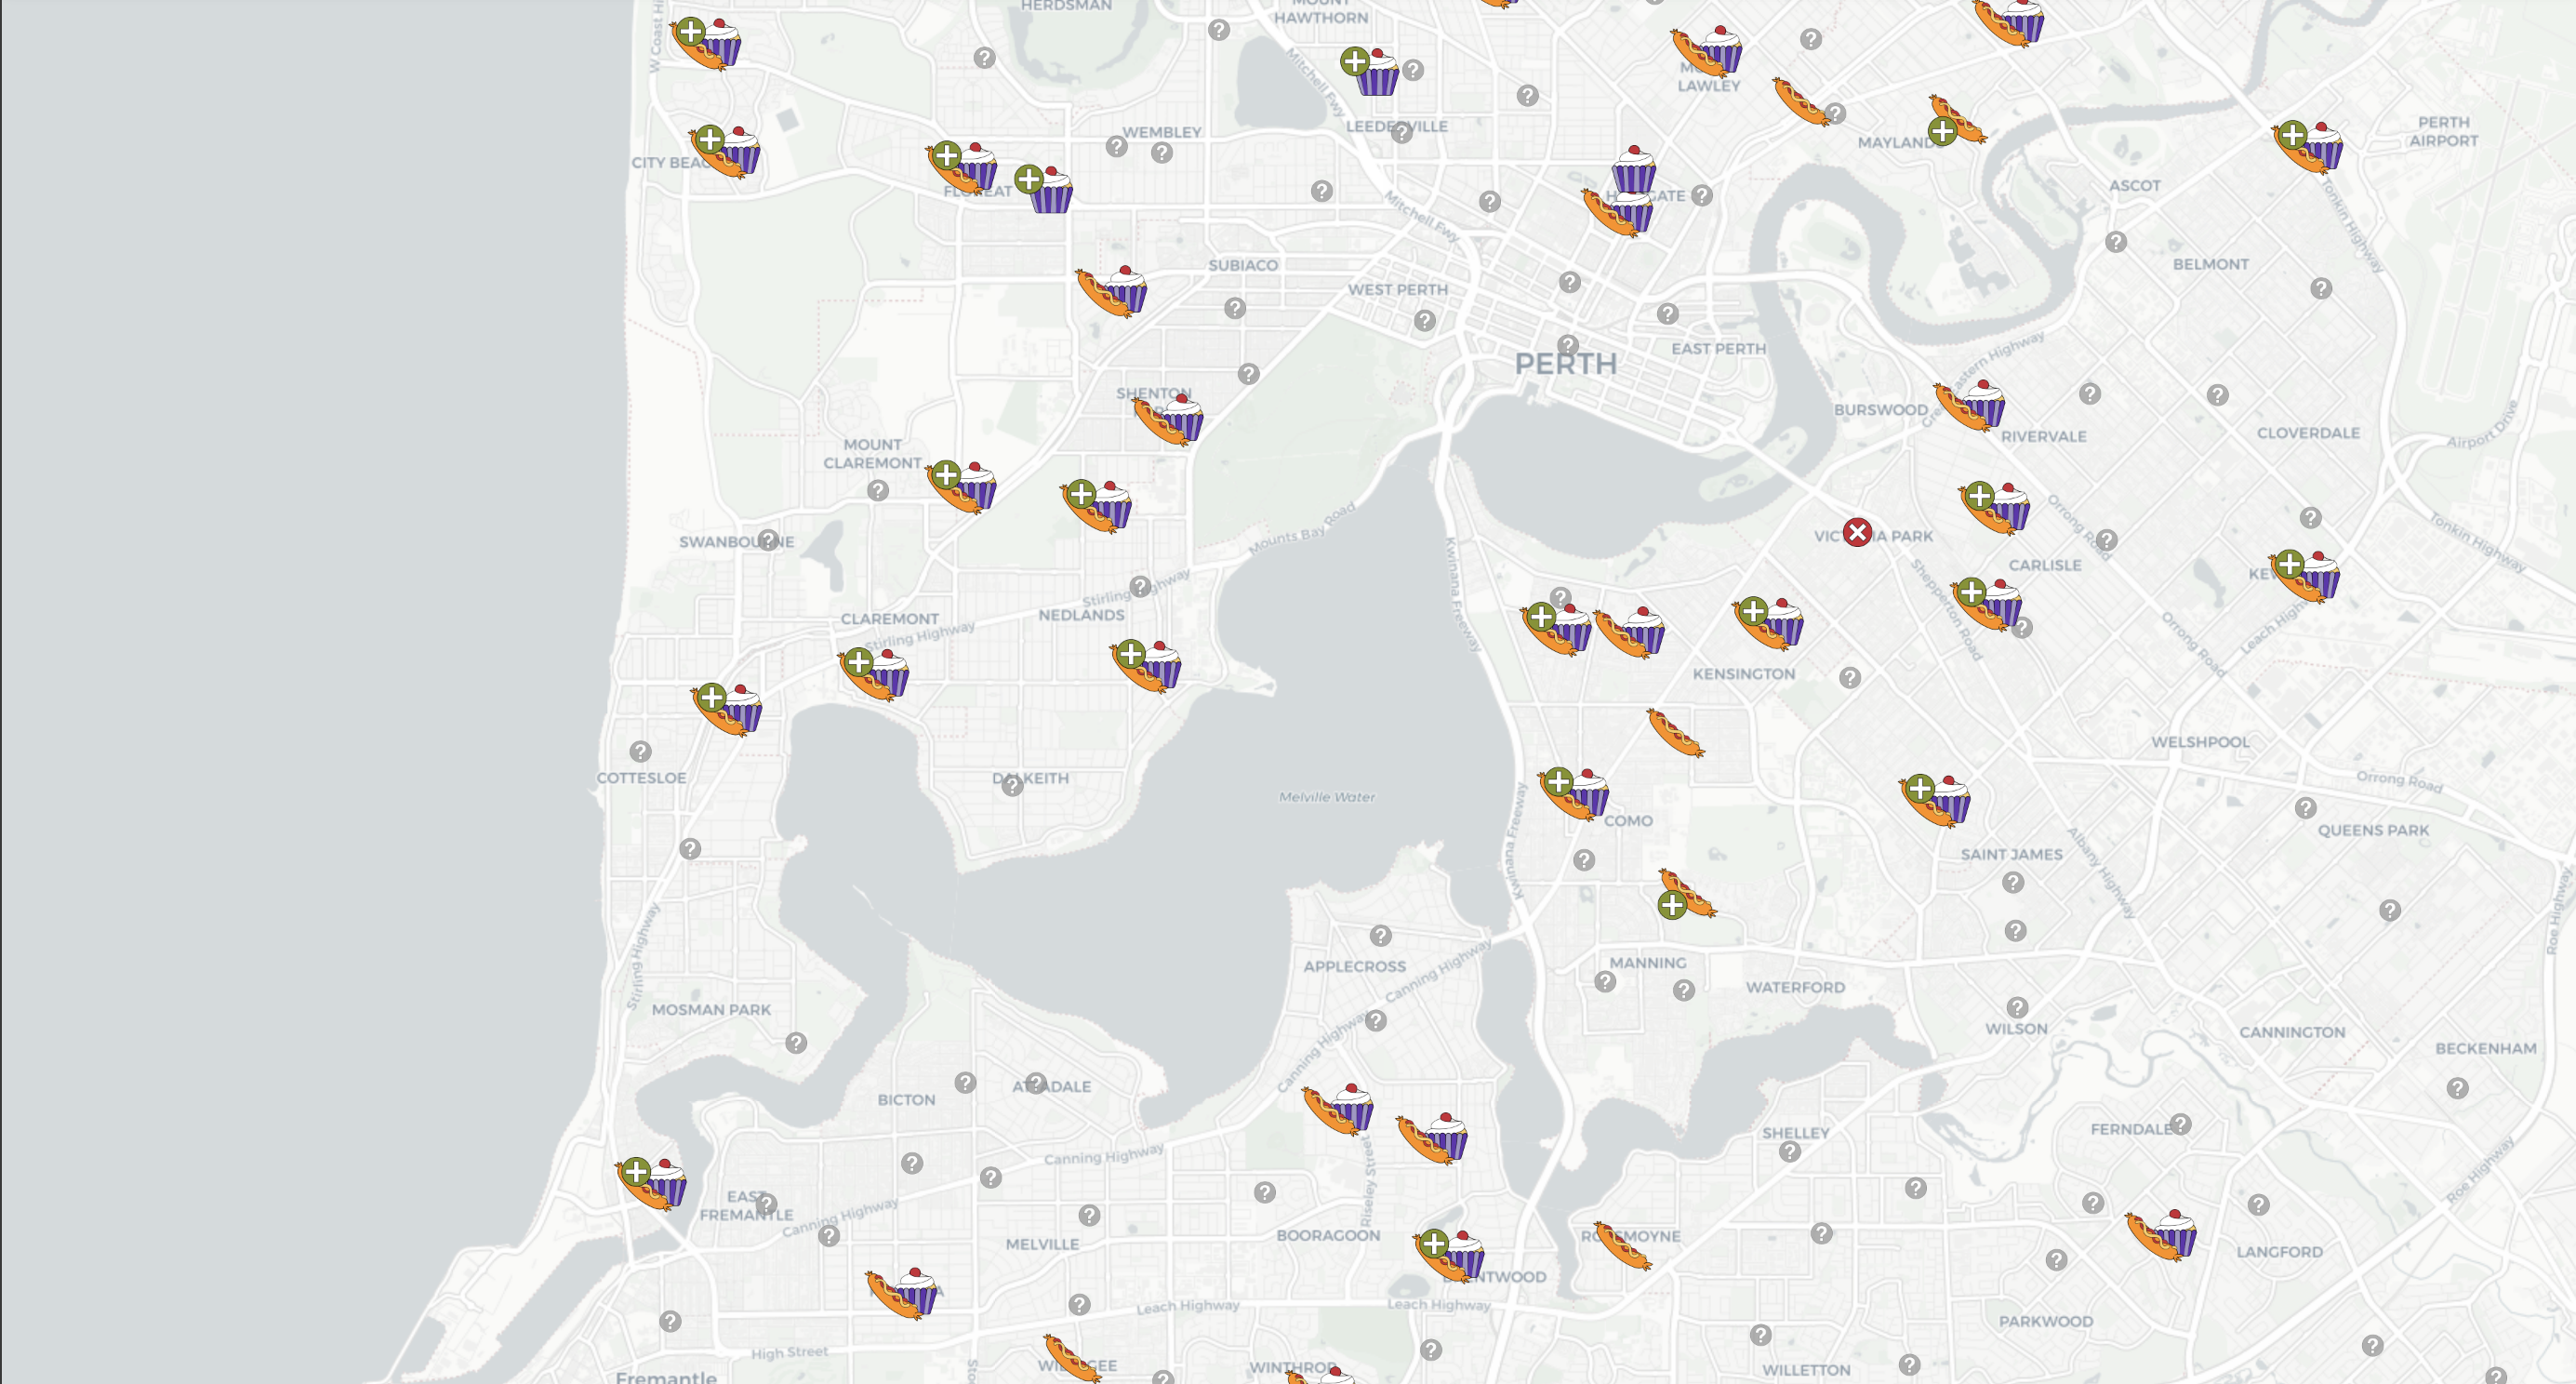 HERDSMAN
MOUNT
HAWTHORN
W Coast Hi
Mitchell Fwy
LAWLEY
WEMBLEY
LEEDERVILLE
MAYLANDS
PERTH
AIRPORT
CITY BEAC
FLOREAT
HIGHGATE
ASCOT
Mitchell Fwy
Tonkin Highway
SUBIACO
WEST PERTH
BELMONT
PERTH
EAST PERTH
Great Eastern Highway
SHENTON
BURSWOOD
RIVERVALE
CLOVERDALE
Airport Drive
MOUNT
CLAREMONT
Mounts Bay Road
Orrong Road
Tonkin Highway
SWANBOURNE
VICTORIA PARK
CARLISLE
KEW
Kwinana Freeway
Shepperton Road
Leach Highway
Stirling Highway
NEDLANDS
CLAREMONT
Stirling Highway
Orrong Road
KENSINGTON
WELSHPOOL
COTTESLOE
DALKEITH
Melville Water
Orrong Road
COMO
Kwinana Freeway
QUEENS PARK
SAINT JAMES
Albany Highway
Roe Highway
Stirling Highway
APPLECROSS
Canning Highway
MANNING
WATERFORD
MOSMAN PARK
WILSON
CANNINGTON
BECKENHAM
Canning Highway
ATTADALE
BICTON
SHELLEY
FERNDALE
Canning Highway
Riseley Street
Roe Highway
EAST
FREMANTLE
Canning Highway
MELVILLE
BOORAGOON
ROSSMOYNE
LANGFORD
BRENTWOOD
Leach Highway
Leach Highway
PARKWOOD
High Street
WILLAGEE
WINTHROP
WILLETTON
Fremantle